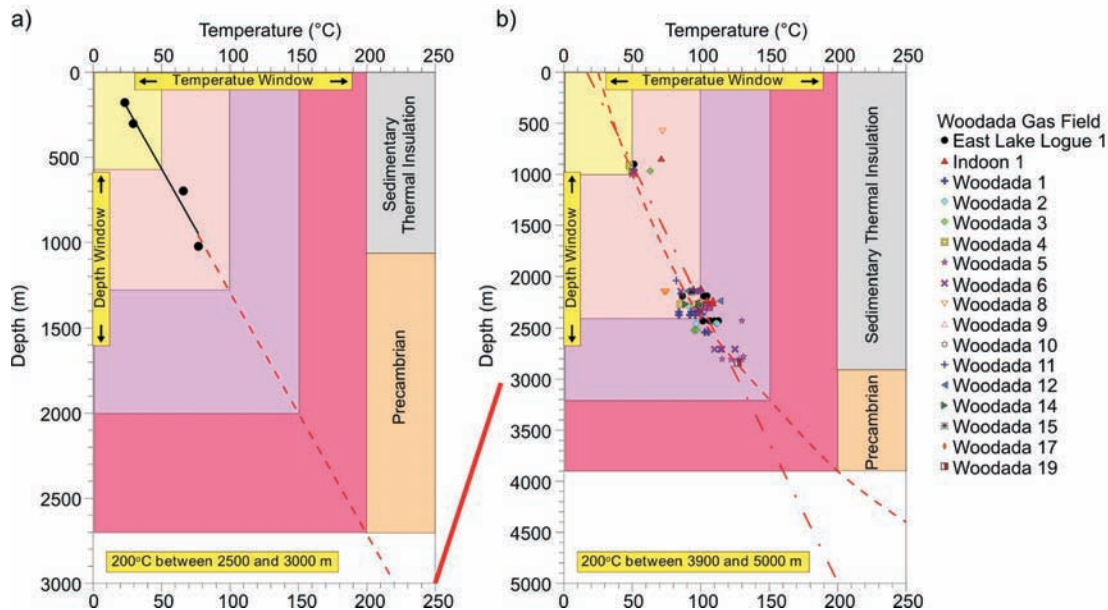 a)
Temperature (°C)
0 50 100 150 200 250
Temperatue Window
Depth (m)
0
500
1000
1500
2000
2500
3000
Depth Window
Sedimentary
Thermal Insulation
Precambrian
200°C between 2500 and 3000 m
0 50 100 150 200 250
b)
Temperature (°C)
0 50 100 150 200 250
Temperature Window
Depth (m)
0
500
1000
1500
2000
2500
3000
3500
4000
4500
5000
Depth Window
Sedimentary Thermal Insulation
Precambrian
200°C between 3900 and 5000 m
0 50 100 150 200 250
Woodada Gas Field
East Lake Logue 1
Indoon 1
Woodada 1
Woodada 2
Woodada 3
Woodada 4
Woodada 5
Woodada 6
Woodada 8
Woodada 9
Woodada 10
Woodada 11
Woodada 12
Woodada 14
Woodada 15
Woodada 17
Woodada 19